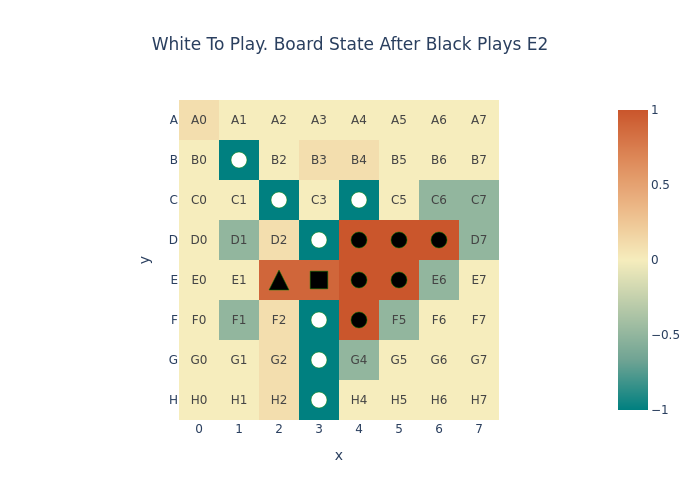 White To Play. Board State After Black Plays E2
A A0 A1 A2 A3 A4 A5 A6 A7
B B0 B2 B3 B4 B5 B6 B7
C C0 C1 C3 C5 C6 C7
D D0 D1 D2 D7
E E0 E1 E6 E7
F F0 F1 F2 F5 F6 F7
G G0 G1 G2 G4 G5 G6 G7
H H0 H1 H2 H4 H5 H6 H7
0 1 2 3 4 5 6 7
x
y
1
0.5
0
−0.5
−1